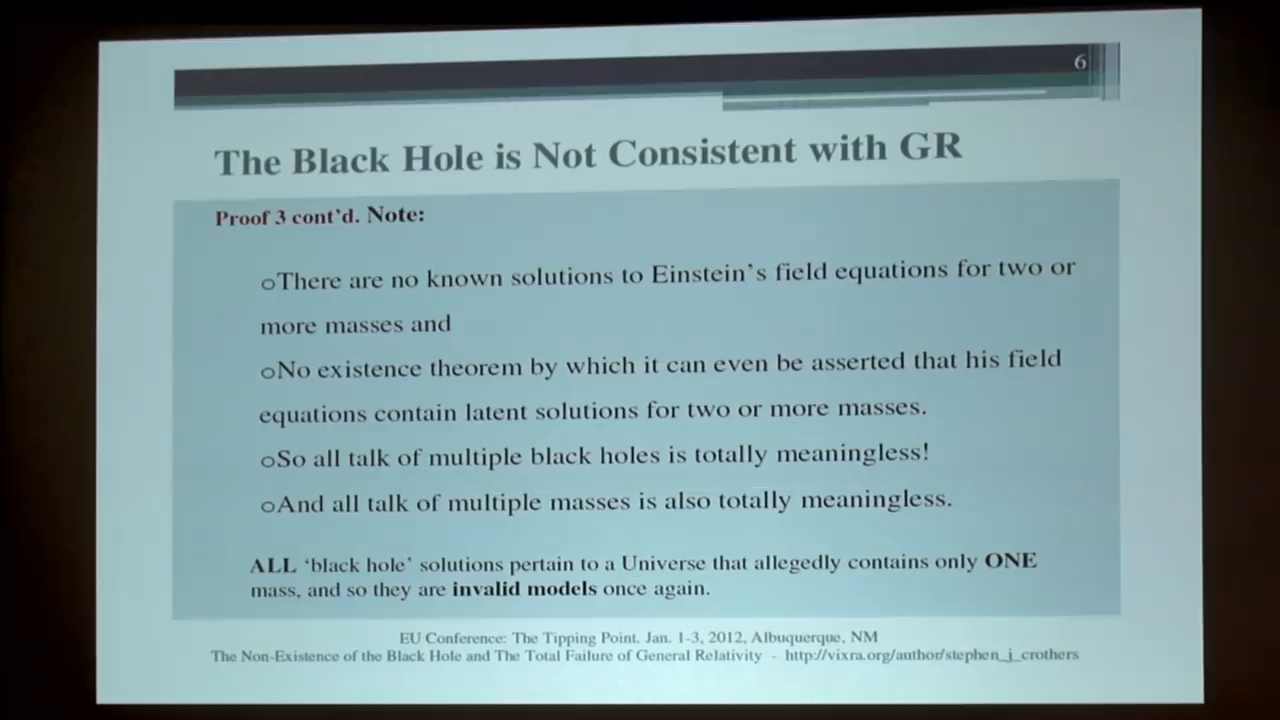 6
The Black Hole is Not Consistent with GR
Proof 3 cont'd. Note:
oThere are no known solutions to Einstein's field equations for two or
more masses and
oNo existence theorem by which it can even be asserted that his field
equations contain latent solutions for two or more masses.
oSo all talk of multiple black holes is totally meaningless!
oAnd all talk of multiple masses is also totally meaningless.
ALL 'black hole' solutions pertain to a Universe that allegedly contains only ONE
mass, and so they are invalid models once again.
EU Conference: The Tipping Point. Jan. 1-3, 2012, Albuquerque, NM
The Non-Existence of the Black Hole and The Total Failure of General Relativity - http://vixra.org/author/stephen_j_crothers